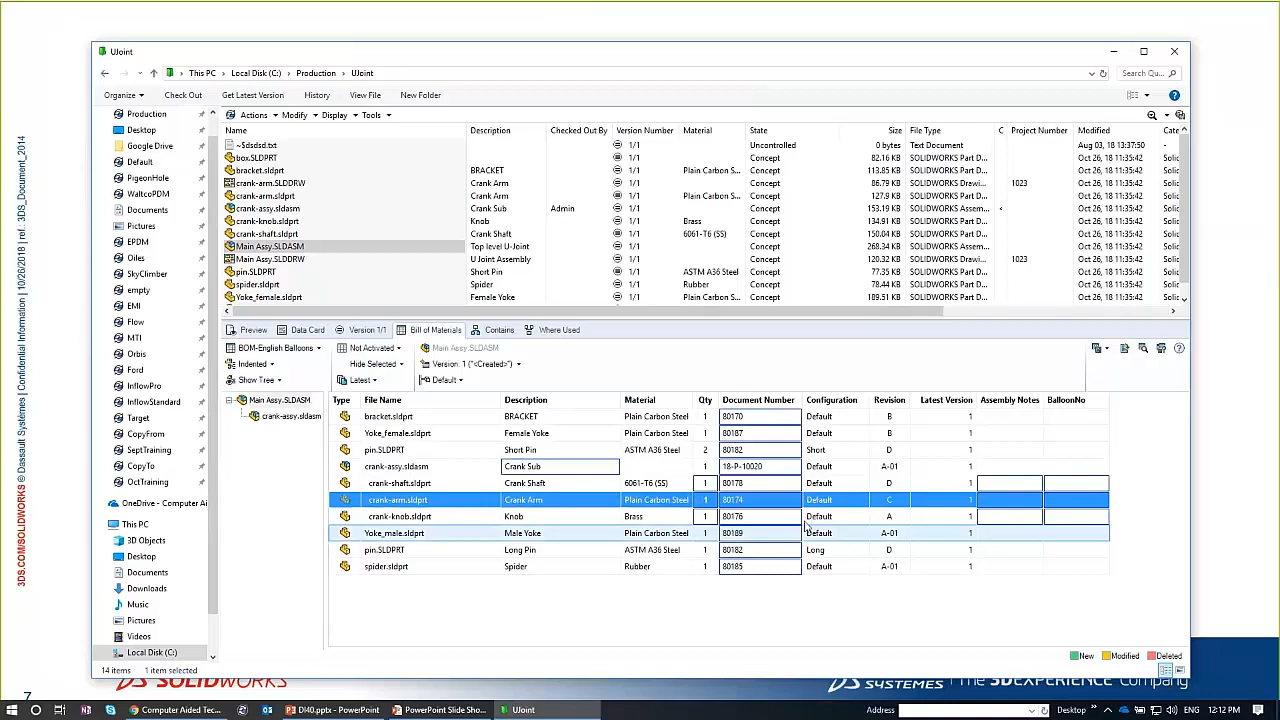 UJoint
This PC > Local Disk (C:) > Production > UJoint
Search Qu...
Organize Check Out Get Latest Version History View File New Folder
Production
Desktop
Google Drive
Default
PigeonHole
WaltcoPDM
Documents
Pictures
EPDM
Oiles
SkyClimber
empty
EMI
Flow
MTI
Orbis
Ford
InflowPro
InflowStandard
Target
CopyFrom
SeptTraining
CopyTo
OctTraining
OneDrive - Computer Ai
This PC
3D Objects
Desktop
Documents
Downloads
Music
Pictures
Videos
Local Disk (C:)
Actions Modify Display Tools
Name Description Checked Out By Version Number Material State Size File Type C Project Number Modified Cate
~$dsdsd.txt 1/1 Uncontrolled 0 bytes Text Document Aug 03, 18 13:37:50 -
box.SLDPRT 1/1 Concept 82.16 KB SOLIDWORKS Part D... Oct 26, 18 11:35:42 Solic
bracket.sldprt BRACKET 1/1 Plain Carbon S... Concept 113.85 KB SOLIDWORKS Part D... Oct 26, 18 11:35:42 Solic
crank-arm.SLDDRW Crank Arm 1/1 Concept 86.79 KB SOLIDWORKS Drawi... 1023 Oct 26, 18 11:35:42 Solic
crank-arm.sldprt Crank Arm 1/1 Plain Carbon S... Concept 127.9 KB SOLIDWORKS Part D... Oct 26, 18 11:35:42 Solic
crank-assy.sldasm Crank Sub Admin 1/1 Concept 153.19 KB SOLIDWORKS Assem... < Oct 26, 18 11:35:42 Solic
crank-knob.sldprt Knob 1/1 Brass Concept 134.91 KB SOLIDWORKS Part D... Oct 26, 18 11:35:42 Solic
crank-shaft.sldprt Crank Shaft 1/1 6061-T6 (SS) Concept 150.04 KB SOLIDWORKS Part D... Oct 26, 18 11:35:42 Solic
Main Assy.SLDASM Top level U-Joint 1/1 Concept 268.34 KB SOLIDWORKS Assem... Oct 26, 18 11:35:42 Solic
Main Assy.SLDDRW U Joint Assembly 1/1 Concept 120.32 KB SOLIDWORKS Drawi... 1023 Oct 26, 18 11:35:42 Solic
pin.SLDPRT Short Pin 1/1 ASTM A36 Steel Concept 77.35 KB SOLIDWORKS Part D... Oct 26, 18 11:35:42 Solic
spider.sldprt Spider 1/1 Rubber Concept 78.44 KB SOLIDWORKS Part D... Oct 26, 18 11:35:42 Solic
Yoke_female.sldprt Female Yoke 1/1 Plain Carbon S... Concept 189.51 KB SOLIDWORKS Part D... Oct 26, 18 11:35:42 Solic
Preview Data Card Version 1/1 Bill of Materials Contains Where Used
BOM-English Balloons Not Activated Main Assy.SLDASM
Indented Hide Selected Version: 1 ("<Created>")
Show Tree Latest Default
Main Assy.SLDASM
crank-assy.sldasm
Type File Name Description Material Qty Document Number Configuration Revision Latest Version Assembly Notes BalloonNo
bracket.sldprt BRACKET Plain Carbon Steel 1 80170 Default B 1
Yoke_female.sldprt Female Yoke Plain Carbon Steel 1 80187 Default B 1
pin.SLDPRT Short Pin ASTM A36 Steel 2 80182 Short D 1
crank-assy.sldasm Crank Sub 1 18-P-10020 Default A-01 1
crank-shaft.sldprt Crank Shaft 6061-T6 (SS) 1 80178 Default D 1
crank-arm.sldprt Crank Arm Plain Carbon Steel 1 80174 Default C 1
crank-knob.sldprt Knob Brass 1 80176 Default A 1
Yoke_male.sldprt Male Yoke Plain Carbon Steel 1 80189 Default A-01 1
pin.SLDPRT Long Pin ASTM A36 Steel 1 80182 Long D 1
spider.sldprt Spider Rubber 1 80185 Default A-01 1
New Modified Deleted
14 items 1 item selected
3DS.COM/SOLIDWORKS © Dassault Systèmes | Confidential Information | 10/26/2018 | ref.: 3DS_Document_2014
7
SOLIDWORKS
SYSTEMES | The 3DEXPERIENCE Company
Computer Aided Tec... DI40.pptx - PowerPoint PowerPoint Slide Sho... UJoint Address Desktop ENG 12:12 PM